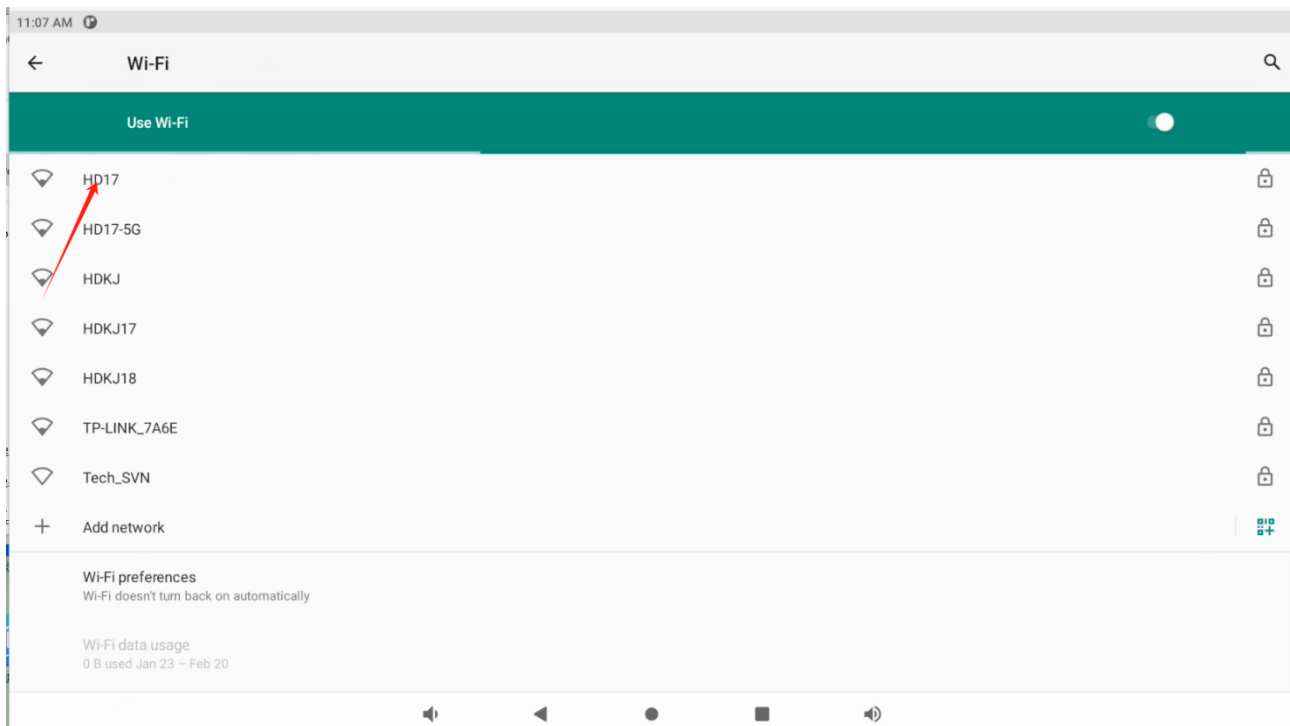 11:07 AM
Wi-Fi
Use Wi-Fi
HD17
HD17-5G
HDKJ
HDKJ17
HDKJ18
TP-LINK_7A6E
Tech_SVN
Add network
Wi-Fi preferences
Wi-Fi doesn't turn back on automatically
Wi-Fi data usage
0 B used Jan 23 – Feb 20